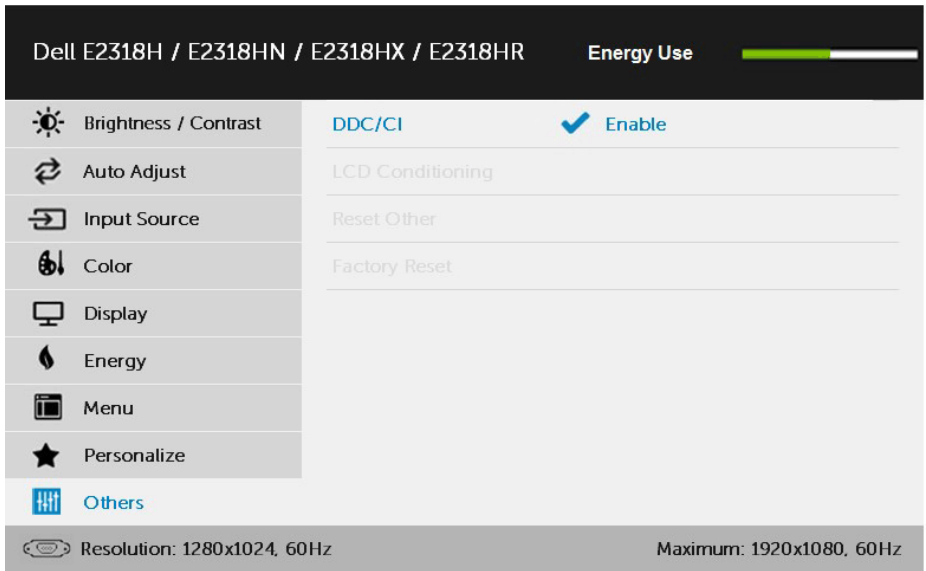 Dell E2318H / E2318HN / E2318HX / E2318HR Energy Use
Brightness / Contrast DDC/CI Enable
Auto Adjust LCD Conditioning
Input Source Reset Other
Color Factory Reset
Display
Energy
Menu
Personalize
Others
Resolution: 1280x1024, 60Hz Maximum: 1920x1080, 60Hz